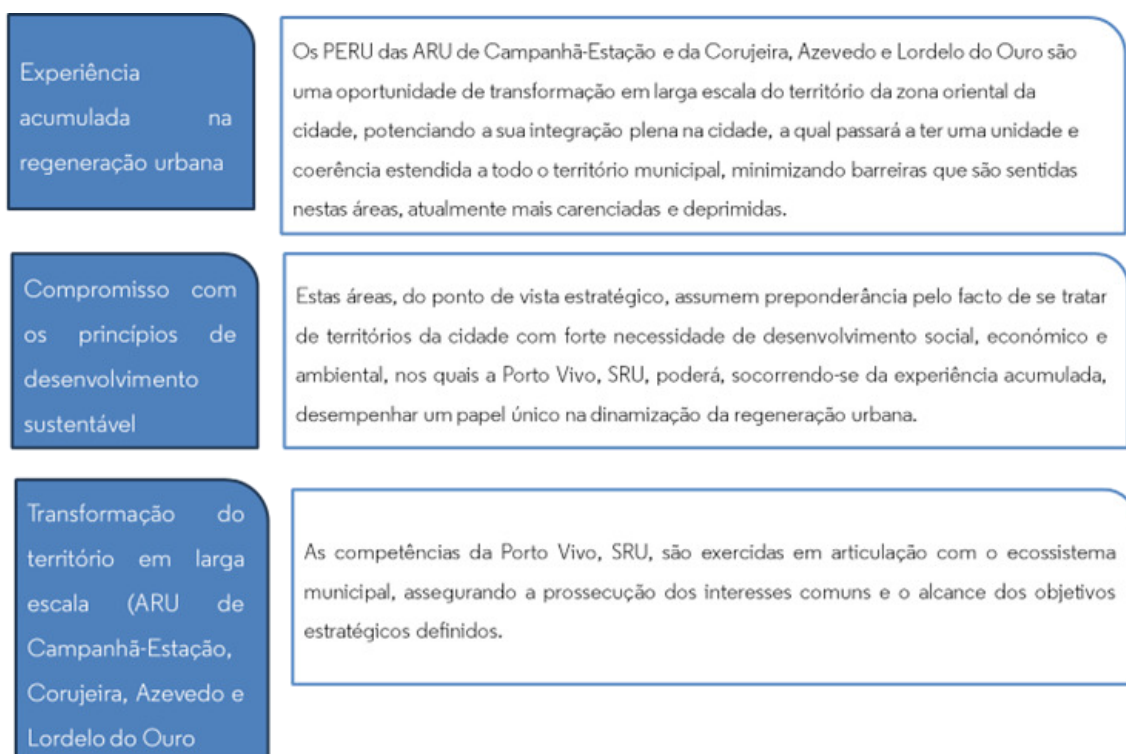 Experiência
acumulada na
regeneração urbana
Os PERU das ARU de Campanhã-Estação e da Corujeira, Azevedo e Lordelo do Ouro são
uma oportunidade de transformação em larga escala do território da zona oriental da
cidade, potenciando a sua integração plena na cidade, a qual passará a ter uma unidade e
coerência estendida a todo o território municipal, minimizando barreiras que são sentidas
nestas áreas, atualmente mais carenciadas e deprimidas.
Compromisso com
os princípios de
desenvolvimento
sustentável
Estas áreas, do ponto de vista estratégico, assumem preponderância pelo facto de se tratar
de territórios da cidade com forte necessidade de desenvolvimento social, económico e
ambiental, nos quais a Porto Vivo, SRU, poderá, socorrendo-se da experiência acumulada,
desempenhar um papel único na dinamização da regeneração urbana.
Transformação do
território em larga
escala (ARU de
Campanhã-Estação,
Corujeira, Azevedo e
Lordelo do Ouro
As competências da Porto Vivo, SRU, são exercidas em articulação com o ecossistema
municipal, assegurando a prossecução dos interesses comuns e o alcance dos objetivos
estratégicos definidos.